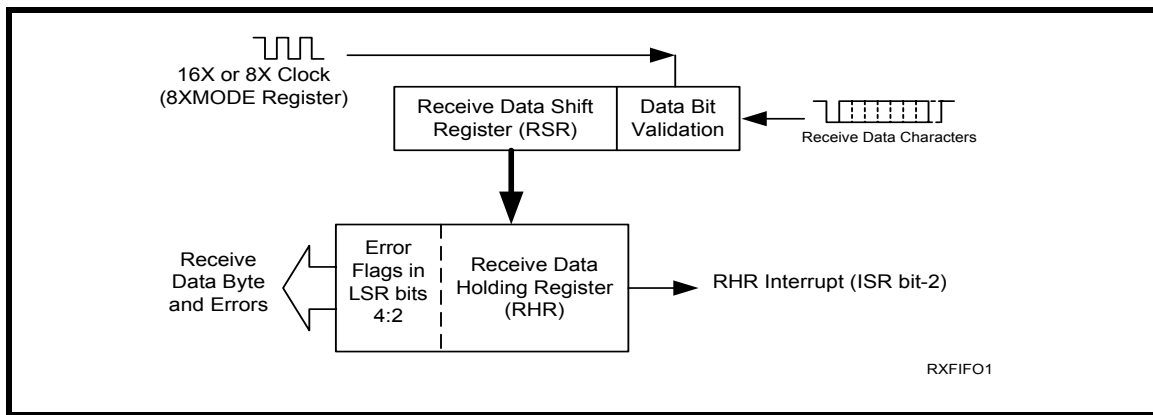 16X or 8X Clock
(8XMODE Register)
Receive Data Shift
Register (RSR)
Data Bit
Validation
Receive Data Characters
Receive
Data Byte
and Errors
Error
Flags in
LSR bits
4:2
Receive Data
Holding Register
(RHR)
RHR Interrupt (ISR bit-2)
RXFIFO1